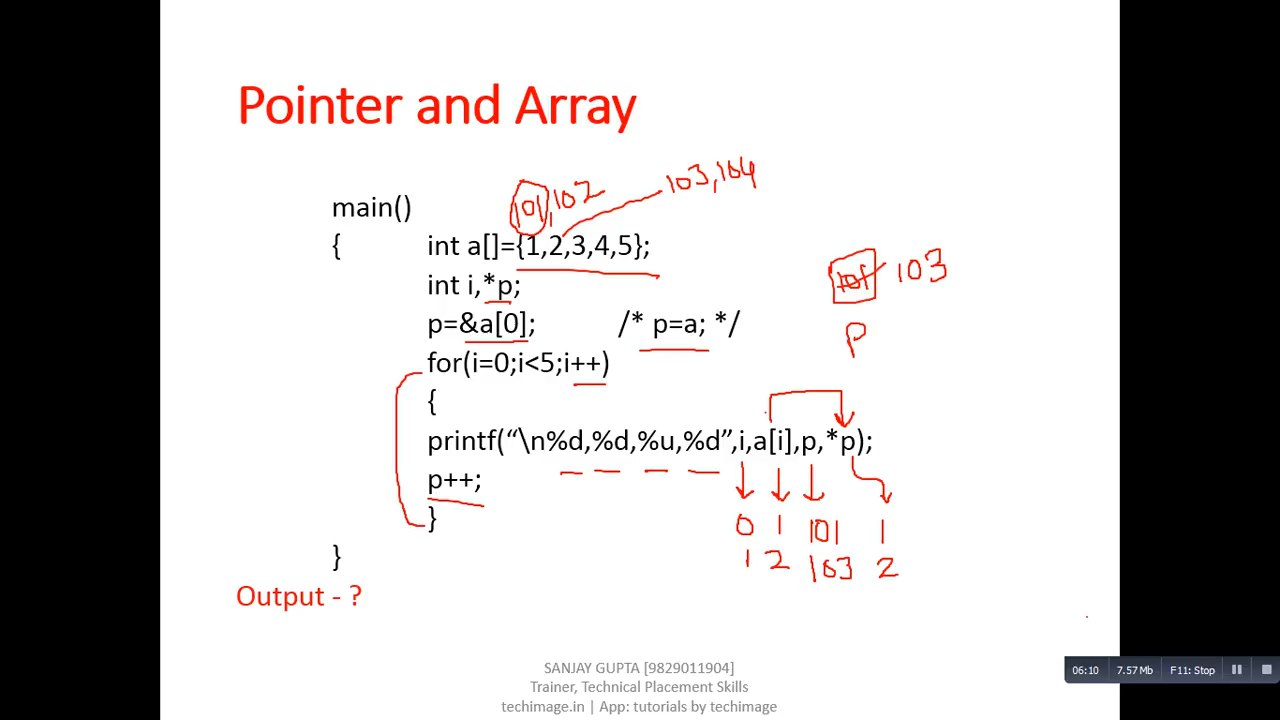 Pointer and Array
101,102
103,104
main()
{ int a[]={1,2,3,4,5};
int i,*p;
101 103
p=&a[0]; /* p=a; */
p
for(i=0;i<5;i++)
{
printf(“\n%d,%d,%u,%d”,i,a[i],p,*p);
p++;
}
0 1 101 1
1 2 103 2
}
Output - ?
SANJAY GUPTA [9829011904]
Trainer, Technical Placement Skills
techimage.in | App: tutorials by techimage
06:10 7.57 Mb F11: Stop